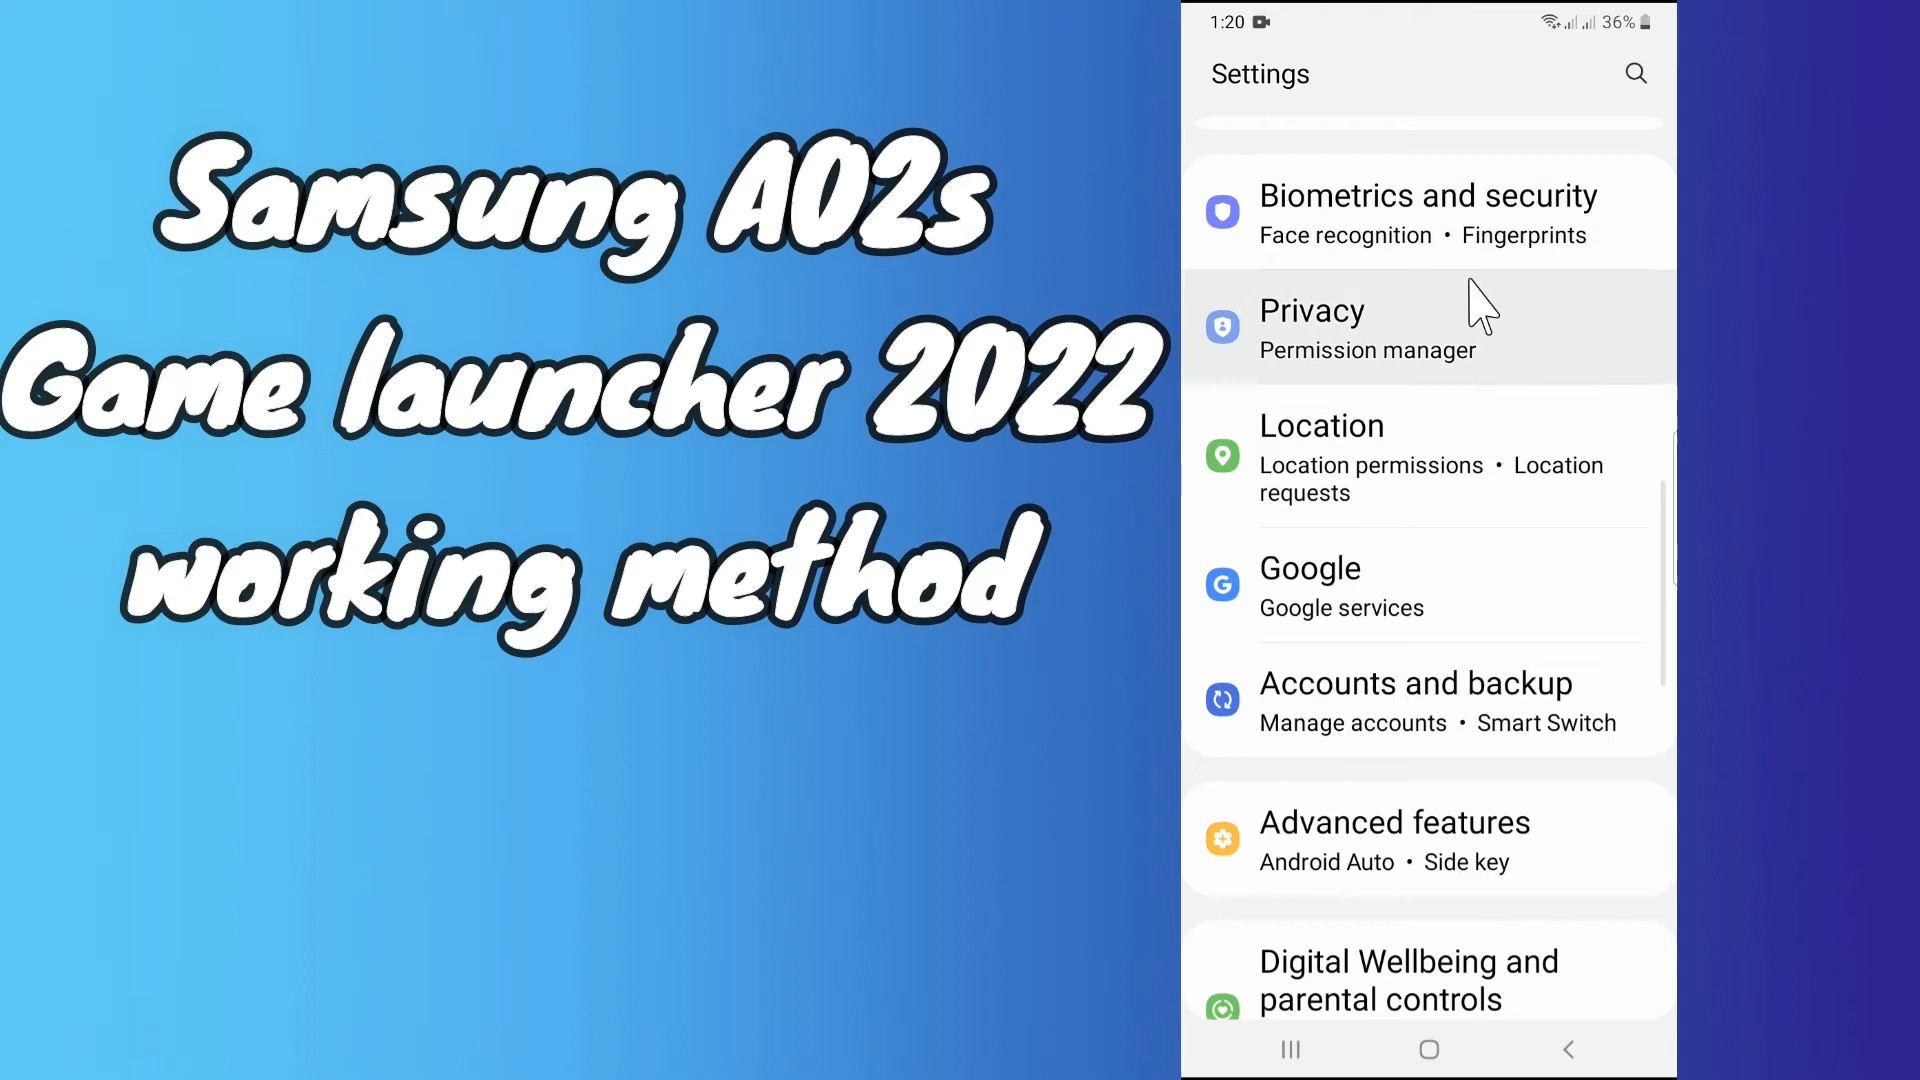 Samsung A02s
Game launcher 2022
working method
1:20
36%
Settings
Biometrics and security
Face recognition • Fingerprints
Privacy
Permission manager
Location
Location permissions • Location
requests
Google
Google services
Accounts and backup
Manage accounts • Smart Switch
Advanced features
Android Auto • Side key
Digital Wellbeing and
parental controls